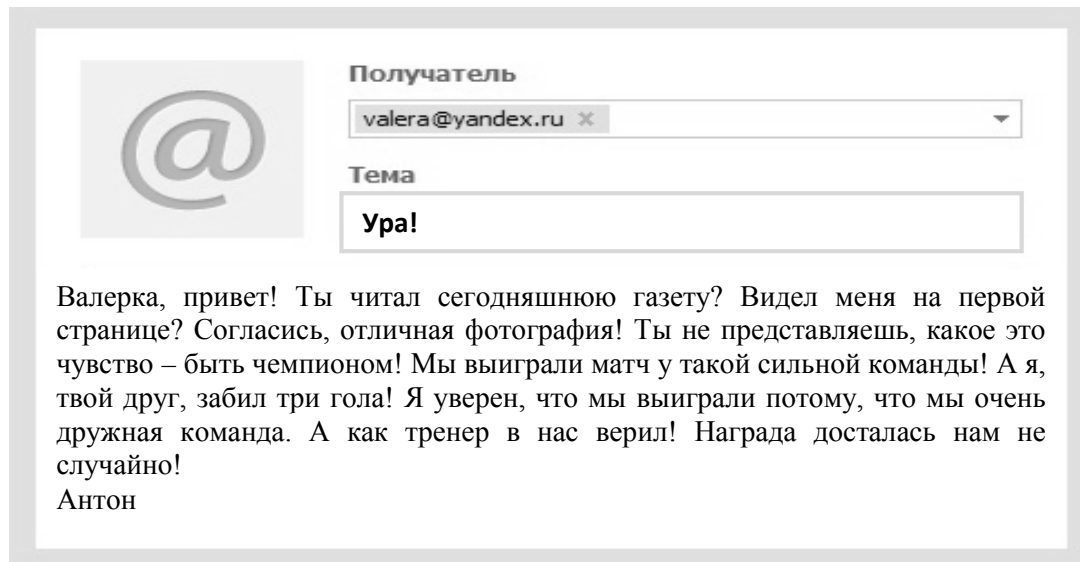 @
Получатель
valera@yandex.ru ×
Тема
Ура!
Валерка, привет! Ты читал сегодняшнюю газету? Видел меня на первой
странице? Согласись, отличная фотография! Ты не представляешь, какое это
чувство – быть чемпионом! Мы выиграли матч у такой сильной команды! А я,
твой друг, забил три гола! Я уверен, что мы выиграли потому, что мы очень
дружная команда. А как тренер в нас верил! Награда досталась нам не
случайно!
Антон